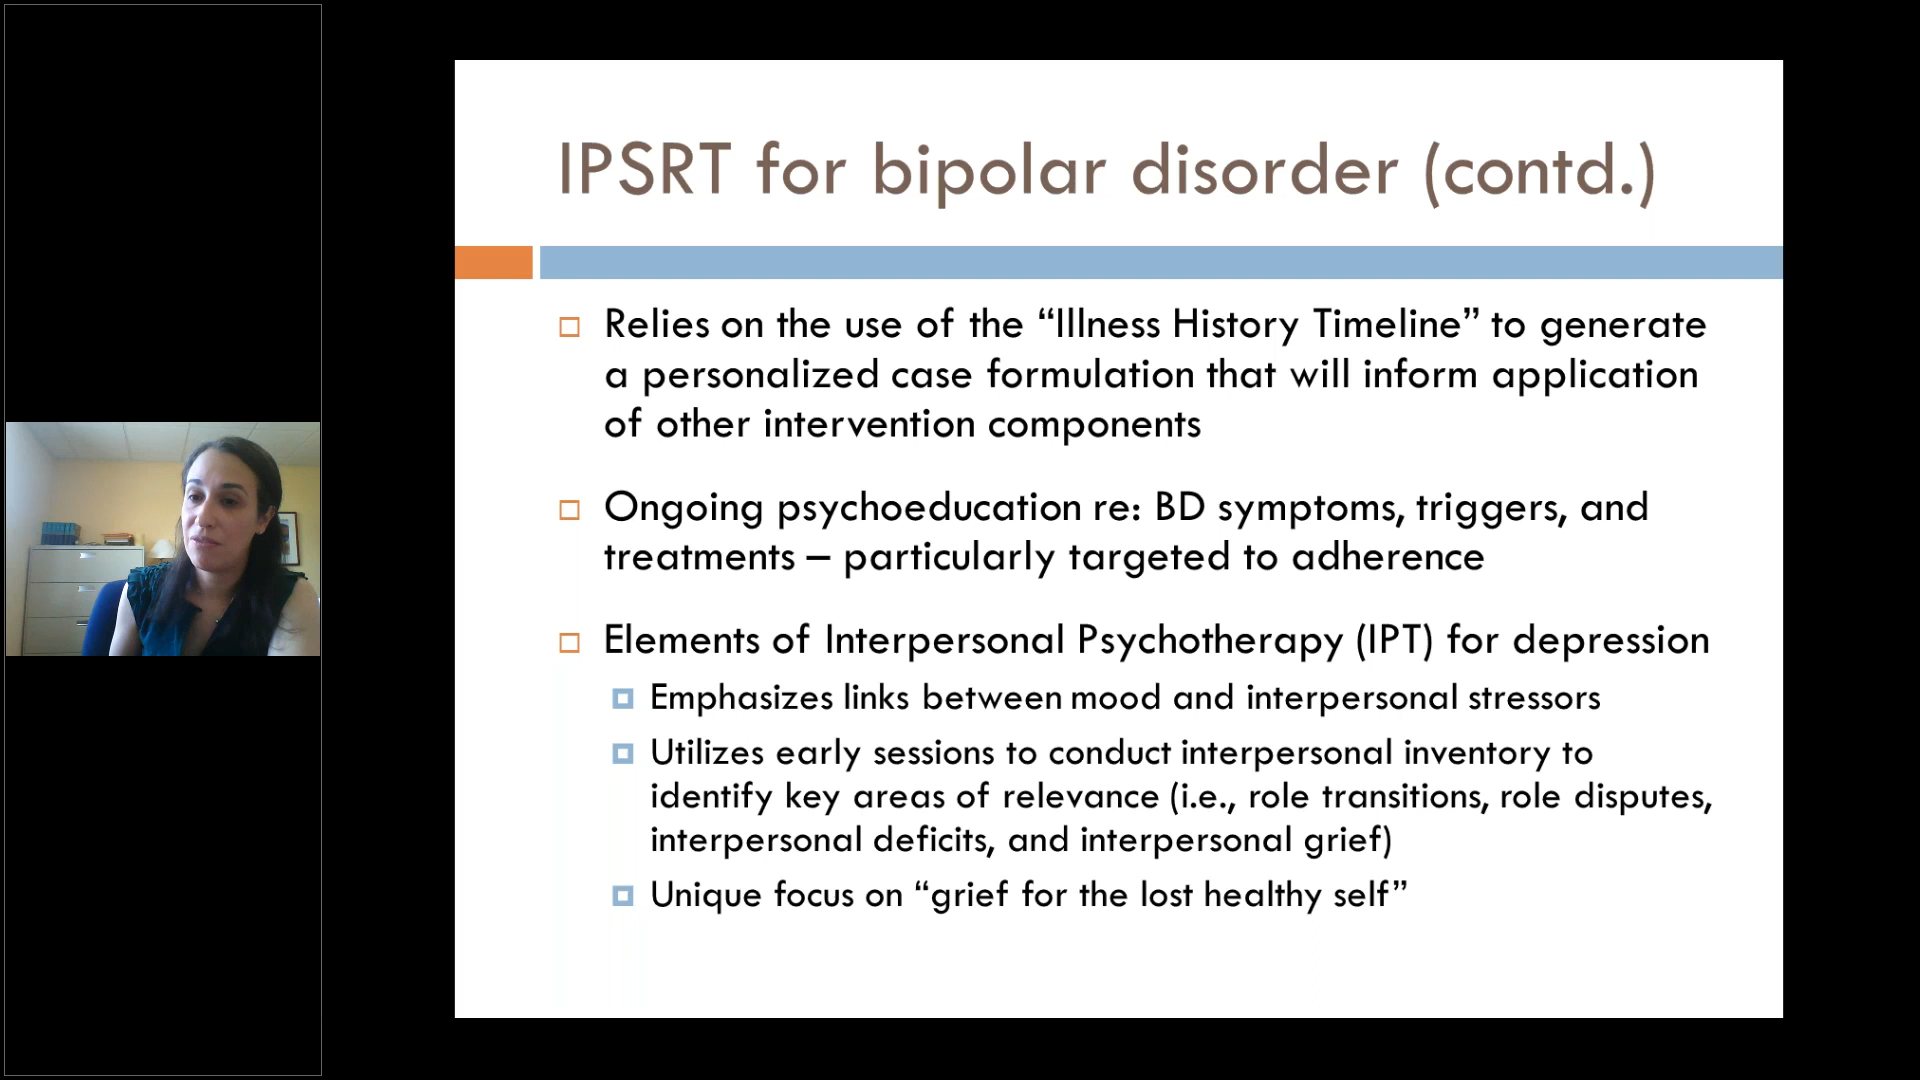 IPSRT for bipolar disorder (contd.)
Relies on the use of the “Illness History Timeline” to generate
a personalized case formulation that will inform application
of other intervention components
Ongoing psychoeducation re: BD symptoms, triggers, and
treatments – particularly targeted to adherence
Elements of Interpersonal Psychotherapy (IPT) for depression
Emphasizes links between mood and interpersonal stressors
Utilizes early sessions to conduct interpersonal inventory to
identify key areas of relevance (i.e., role transitions, role disputes,
interpersonal deficits, and interpersonal grief)
Unique focus on “grief for the lost healthy self”